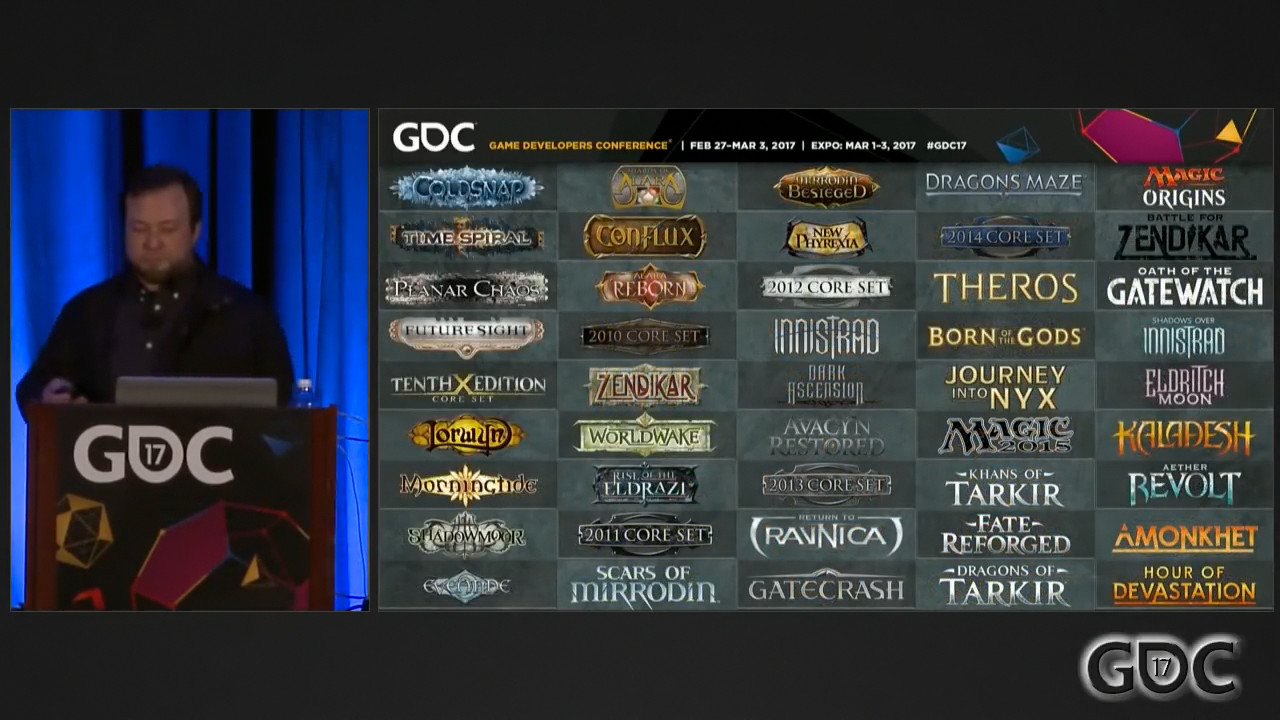 GDC
GAME DEVELOPERS CONFERENCE® | FEB 27-MAR 3, 2017 | EXPO: MAR 1-3, 2017 #GDC17
COLDSNAP
SHARDS OF
ALARA
MIRRODIN
BESIEGED
DRAGON'S MAZE
MAGIC
ORIGINS
TIME SPIRAL
CONFLUX
NEW
PHYREXIA
2014 CORE SET
BATTLE FOR
ZENDIKAR
PLANAR CHAOS
ALARA
REBORN
2012 CORE SET
THEROS
OATH OF THE
GATEWATCH
FUTURE SIGHT
2010 CORE SET
INNISTRAD
BORN OF THE GODS
SHADOWS OVER
INNISTRAD
TENTH EDITION
CORE SET
ZENDIKAR
DARK
ASCENSION
JOURNEY
INTO NYX
ELDRITCH
MOON
Lorwyn
WORLDWAKE
AVACYN
RESTORED
MAGIC
2015
KALADESH
Morningtide
RISE OF THE
ELDRAZI
2013 CORE SET
KHANS OF
TARKIR
AETHER
REVOLT
SHADOWMOOR
2011 CORE SET
RETURN TO
RAVNICA
FATE
REFORGED
AMONKHET
EVENTIDE
SCARS OF
MIRRODIN
GATECRASH
DRAGONS OF
TARKIR
HOUR OF
DEVASTATION
GDC
17
GDC
17